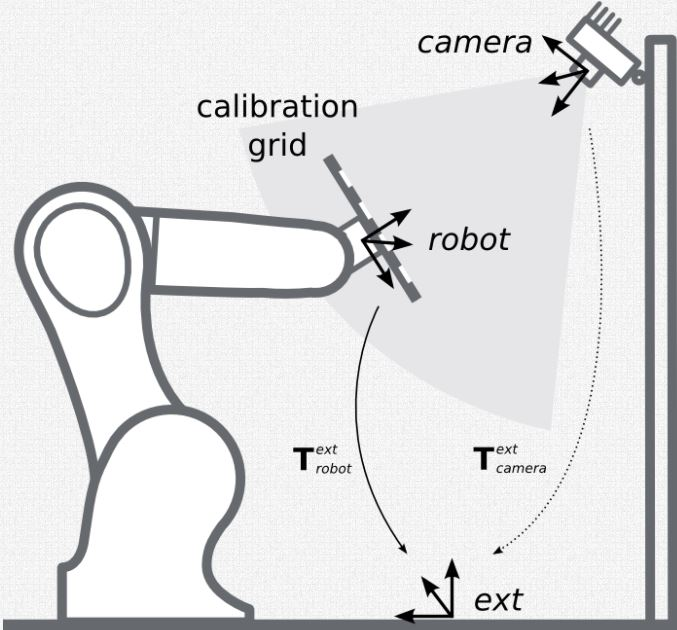 camera
calibration
grid
robot
T^ext_robot
T^ext_camera
ext